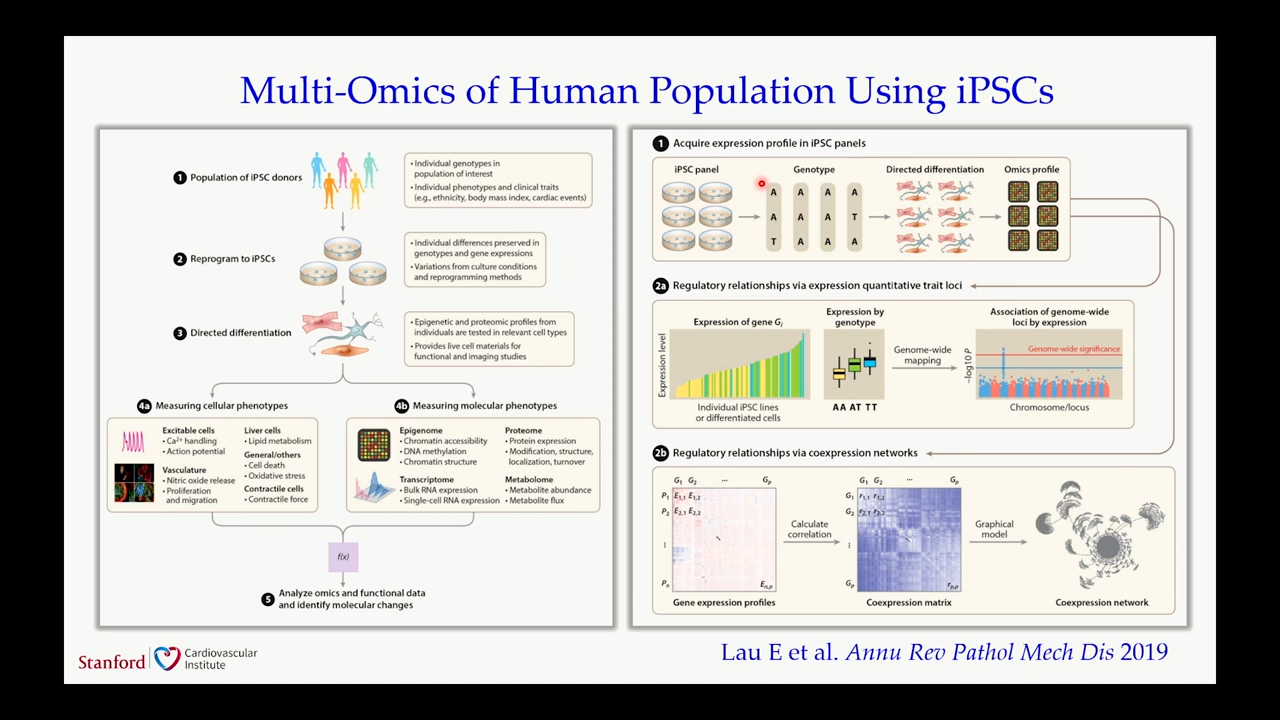 Multi-Omics of Human Population Using iPSCs
1 Population of iPSC donors
• Individual genotypes in
population of interest
• Individual phenotypes and clinical traits
(e.g., ethnicity, body mass index, cardiac events)
2 Reprogram to iPSCs
• Individual differences preserved in
genotypes and gene expressions
• Variations from culture conditions
and reprogramming methods
3 Directed differentiation
• Epigenetic and proteomic profiles from
individuals are tested in relevant cell types
• Provides live cell materials for
functional and imaging studies
4a Measuring cellular phenotypes
Excitable cells
• Ca2+ handling
• Action potential
Vasculature
• Nitric oxide release
• Proliferation
and migration
Liver cells
• Lipid metabolism
General/others
• Cell death
• Oxidative stress
Contractile cells
• Contractile force
4b Measuring molecular phenotypes
Epigenome
• Chromatin accessibility
• DNA methylation
• Chromatin structure
Transcriptome
• Bulk RNA expression
• Single-cell RNA expression
Proteome
• Protein expression
• Modification, structure,
localization, turnover
Metabolome
• Metabolite abundance
• Metabolite flux
f(x)
5 Analyze omics and functional data
and identify molecular changes
1 Acquire expression profile in iPSC panels
iPSC panel Genotype Directed differentiation Omics profile
A A A A
A A A T
T A A A
2a Regulatory relationships via expression quantitative trait loci
Expression of gene Gi
Expression level
Individual iPSC lines
or differentiated cells
Expression by
genotype
AA AT TT
Genome-wide
mapping
Association of genome-wide
loci by expression
Genome-wide significance
–log10 P
Chromosome/locus
2b Regulatory relationships via coexpression networks
G1 G2 ... Gp
P1 E1,1 E1,2
P2 E2,1 E2,2
⋮
Pn En,p
Gene expression profiles
Calculate
correlation
G1 G2 ... Gp
G1 r1,1 r1,2
G2 r2,1 r2,2
⋮
Gp rp,p
Coexpression matrix
Graphical
model
Coexpression network
Stanford Cardiovascular
Institute
Lau E et al. Annu Rev Pathol Mech Dis 2019